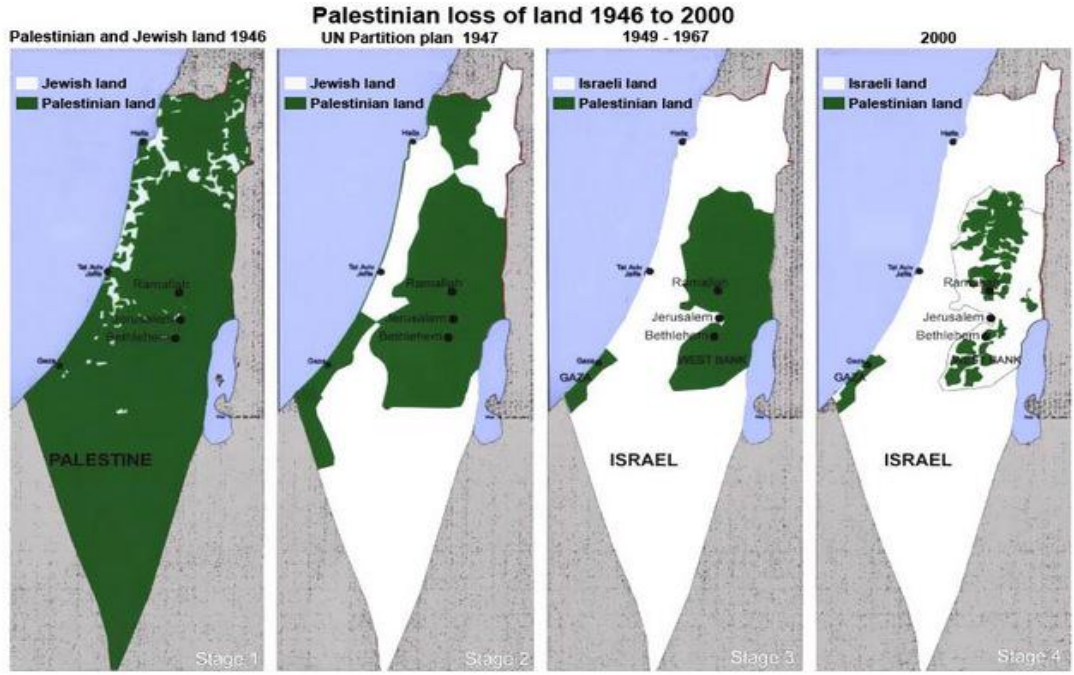 Palestinian loss of land 1946 to 2000
Palestinian and Jewish land 1946
Jewish land
Palestinian land
Haifa
Tel Aviv
Jaffa
Ramallah
Jerusalem
Bethlehem
Gaza
PALESTINE
Stage 1
UN Partition plan 1947
Jewish land
Palestinian land
Haifa
Tel Aviv
Jaffa
Ramallah
Jerusalem
Bethlehem
Gaza
Stage 2
1949 - 1967
Israeli land
Palestinian land
Haifa
Tel Aviv
Jaffa
Ramallah
Jerusalem
Bethlehem
WEST BANK
Gaza
GAZA
ISRAEL
Stage 3
2000
Israeli land
Palestinian land
Haifa
Tel Aviv
Jaffa
Ramallah
Jerusalem
Bethlehem
WEST BANK
Gaza
GAZA
ISRAEL
Stage 4